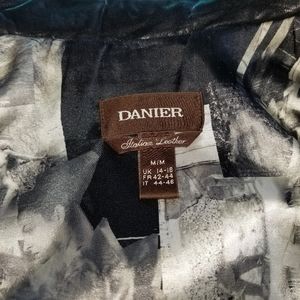 DANIER
Italian Leather
M/M
UK 14-16
FR 42-44
IT 44-46